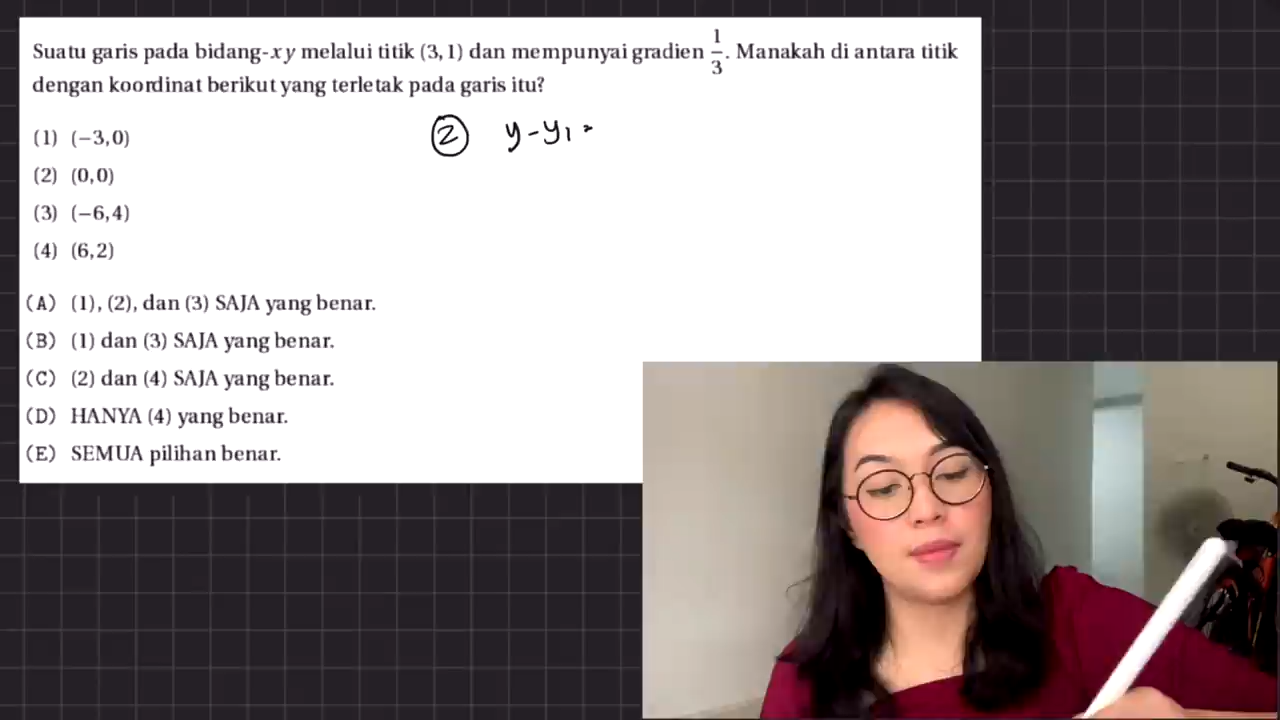 Suatu garis pada bidang-xy melalui titik (3,1) dan mempunyai gradien 1/3. Manakah di antara titik
dengan koordinat berikut yang terletak pada garis itu?
(1) (−3,0)
(2) (0,0)
(3) (−6,4)
(4) (6,2)
(A) (1), (2), dan (3) SAJA yang benar.
(B) (1) dan (3) SAJA yang benar.
(C) (2) dan (4) SAJA yang benar.
(D) HANYA (4) yang benar.
(E) SEMUA pilihan benar.
② y-y1 =